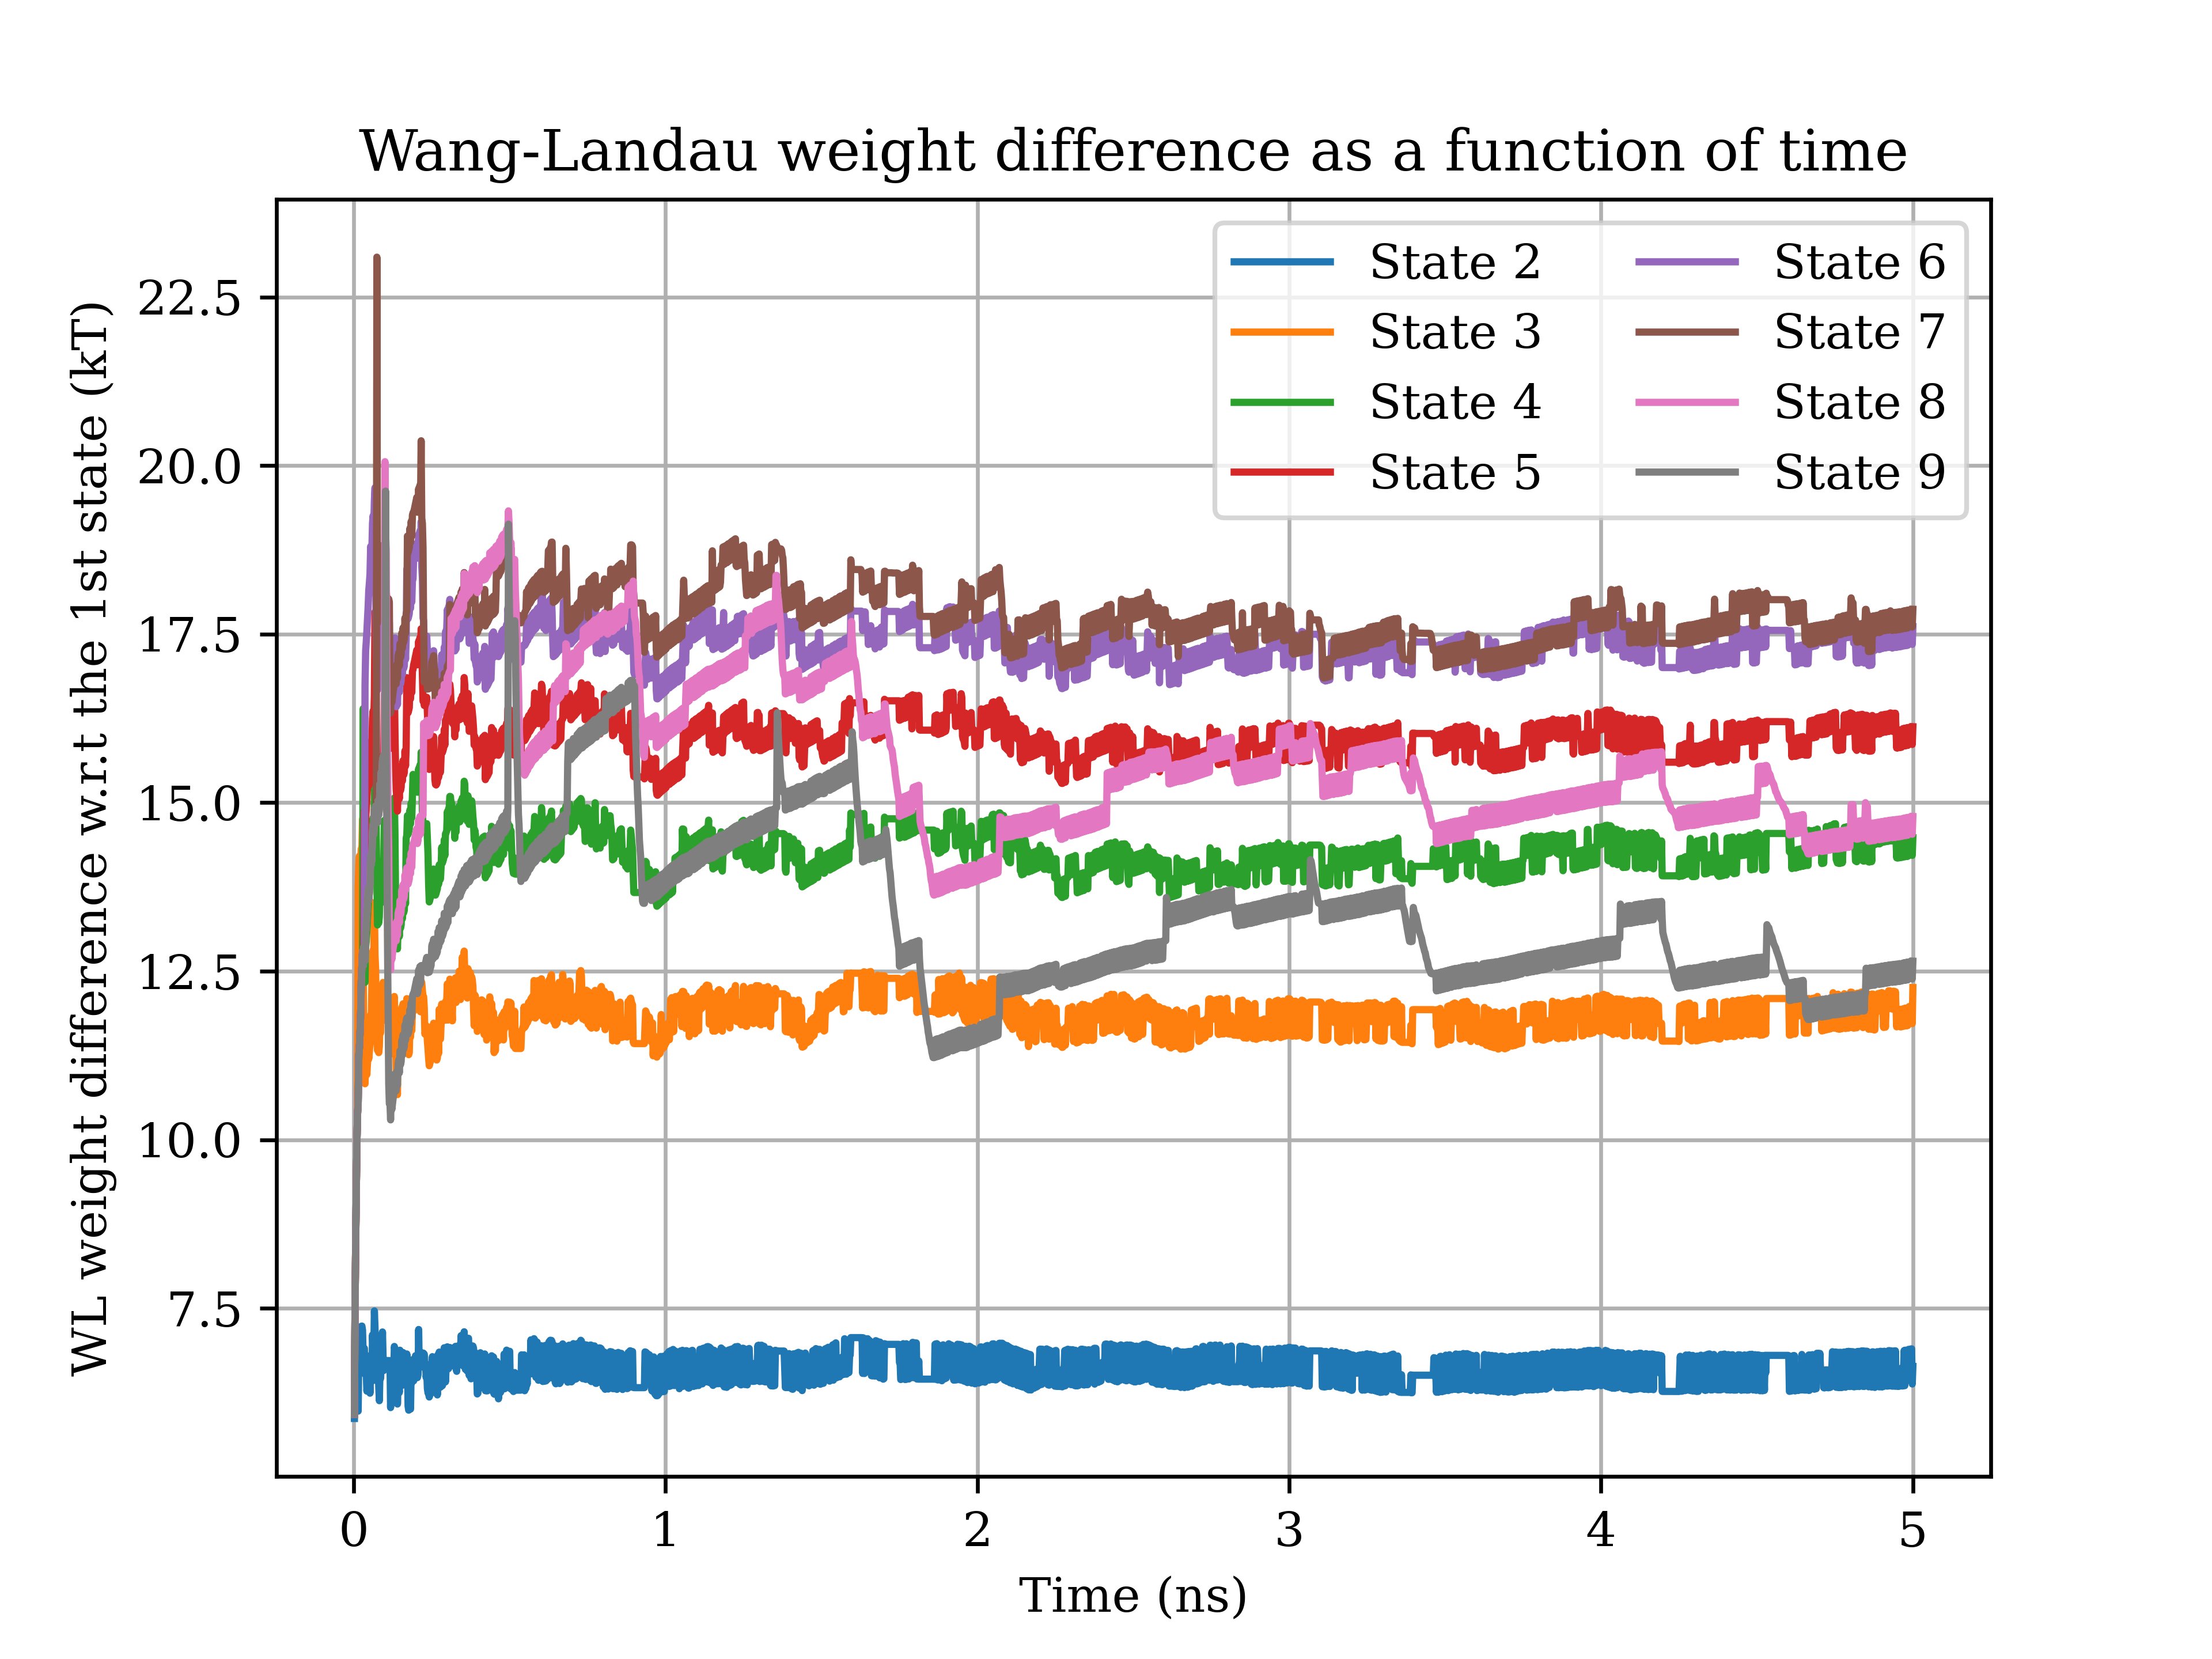 Wang-Landau weight difference as a function of time
WL weight difference w.r.t the 1st state (kT)
22.5
20.0
17.5
15.0
12.5
10.0
7.5
State 2
State 3
State 4
State 5
State 6
State 7
State 8
State 9
0 1 2 3 4 5
Time (ns)